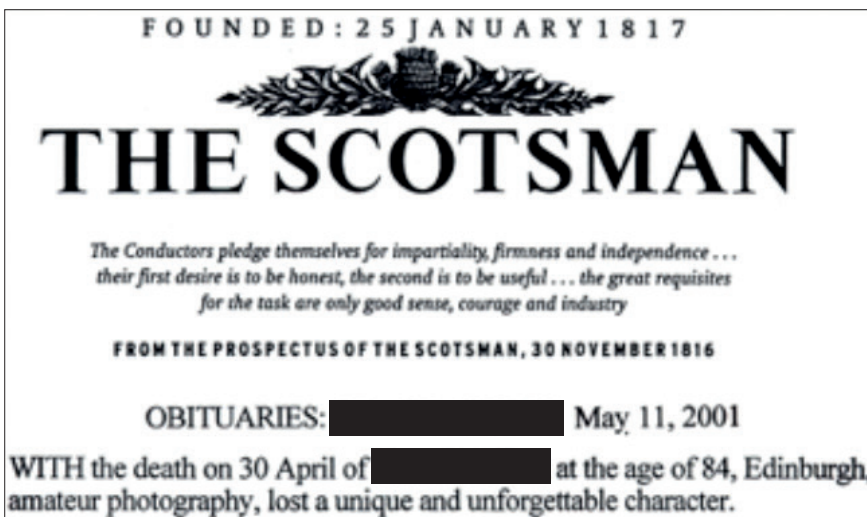 FOUNDED: 25 JANUARY 1817
THE SCOTSMAN
The Conductors pledge themselves for impartiality, firmness and independence . . .
their first desire is to be honest, the second is to be useful . . . the great requisites
for the task are only good sense, courage and industry
FROM THE PROSPECTUS OF THE SCOTSMAN, 30 NOVEMBER 1816
OBITUARIES: May 11, 2001
WITH the death on 30 April of at the age of 84, Edinburgh,
amateur photography, lost a unique and unforgettable character.